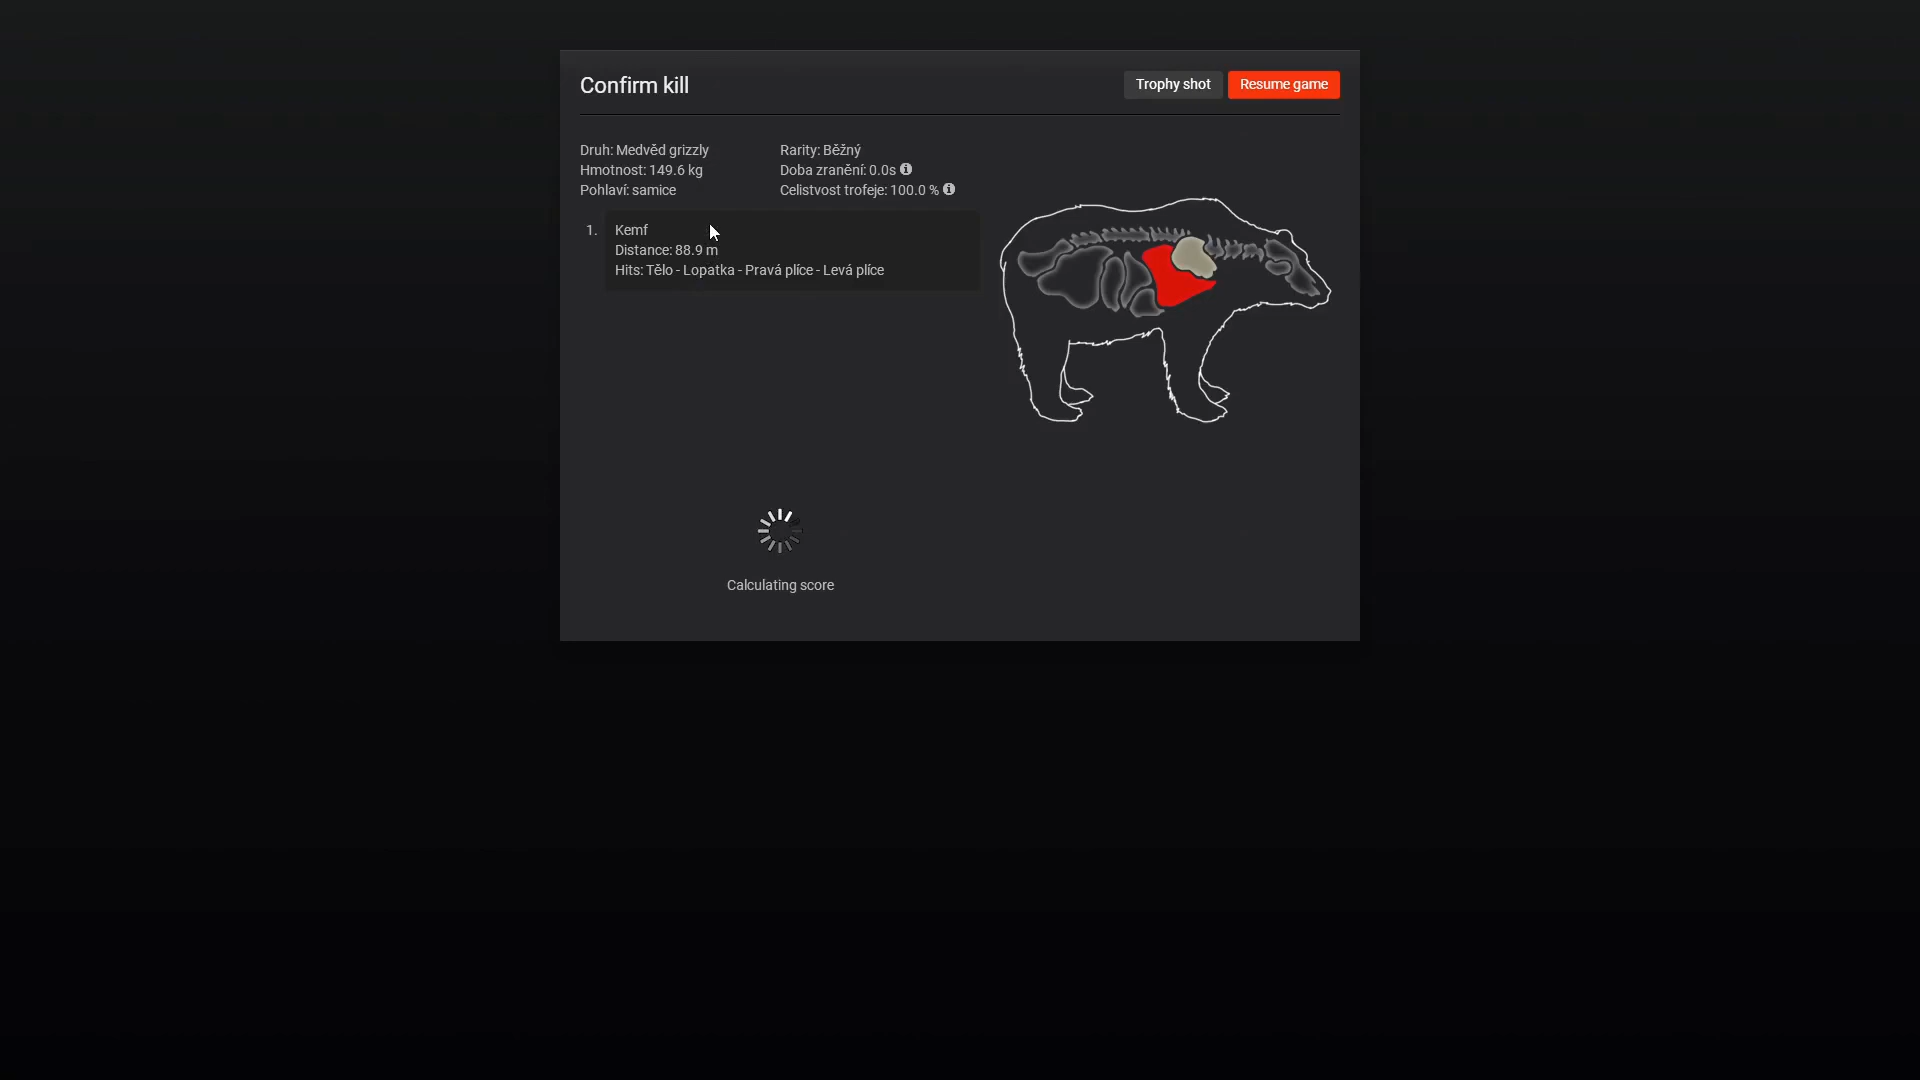 Confirm kill
Trophy shot
Resume game
Druh: Medvěd grizzly
Rarity: Běžný
Hmotnost: 149.6 kg
Doba zranění: 0.0s
Pohlaví: samice
Celistvost trofeje: 100.0 %
1. Kemf
Distance: 88.9 m
Hits: Tělo - Lopatka - Pravá plíce - Levá plíce
Calculating score